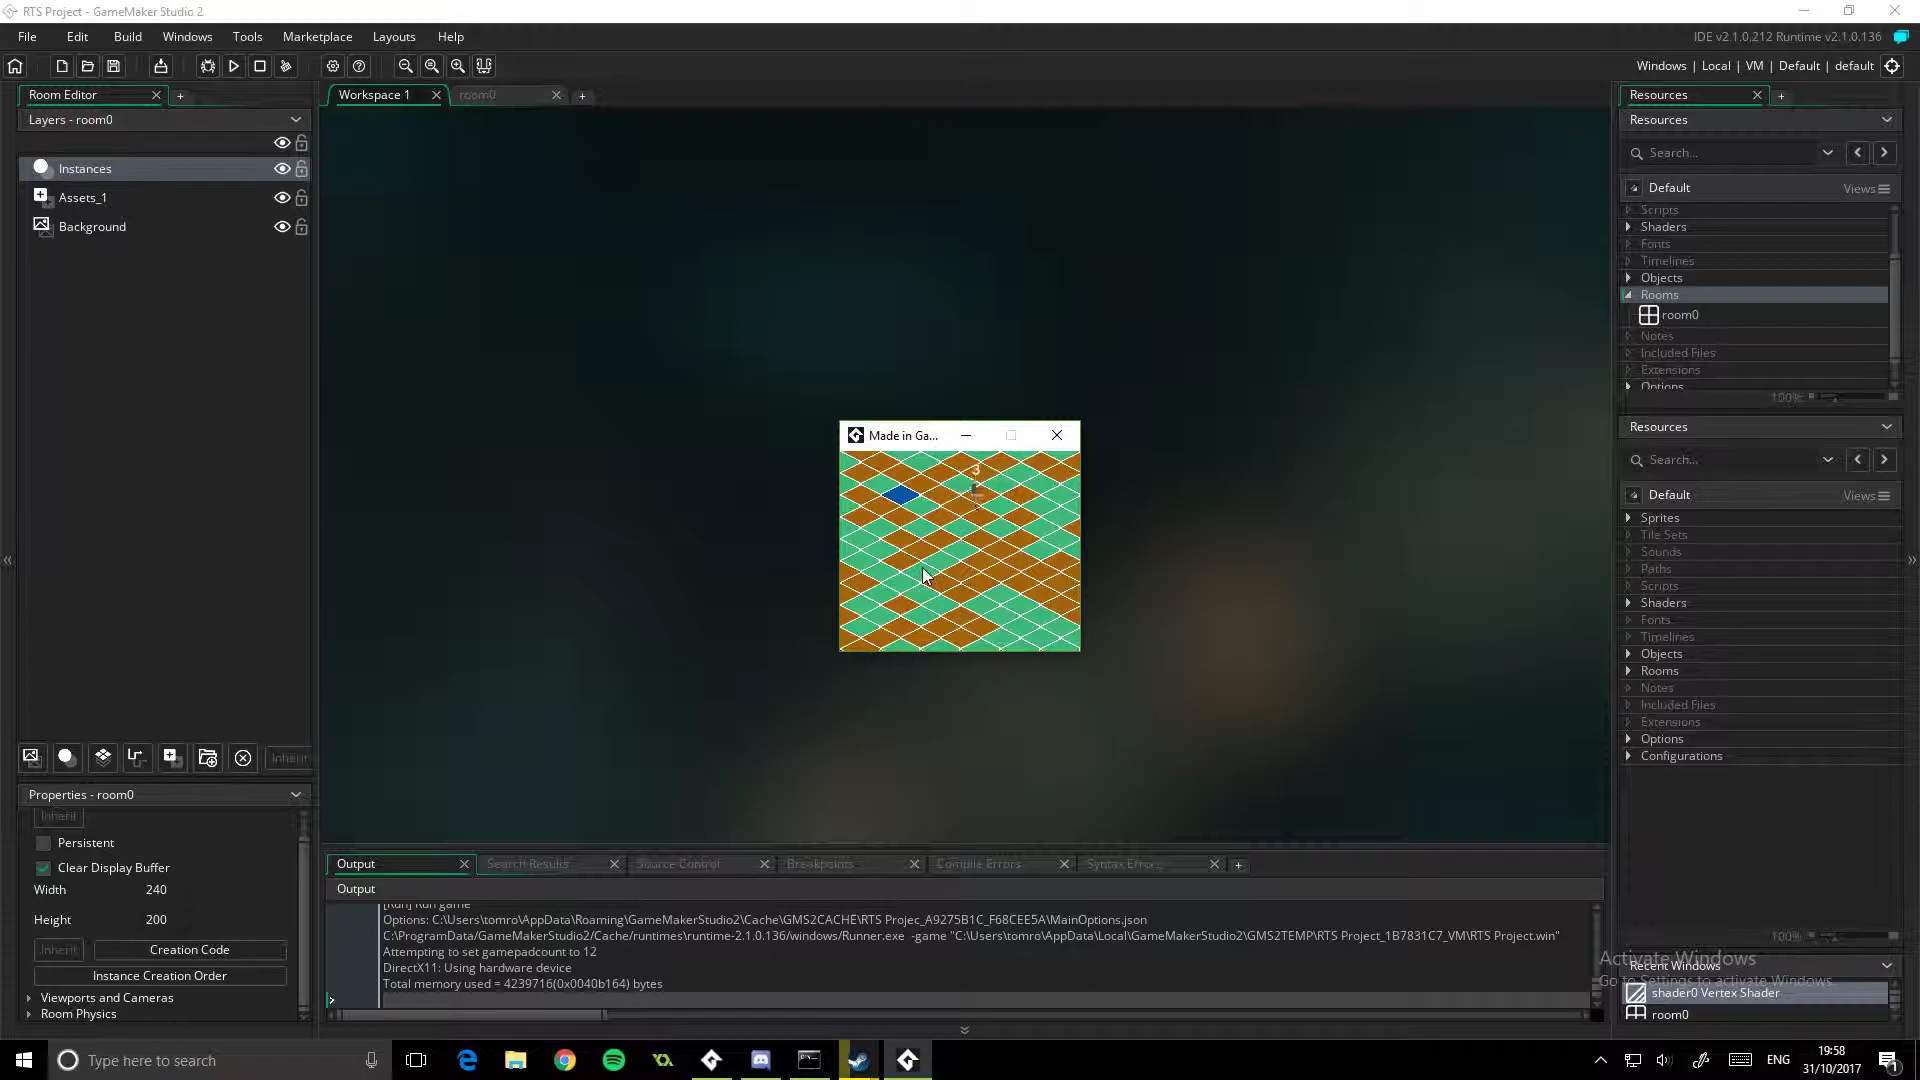 RTS Project - GameMaker Studio 2
File Edit Build Windows Tools Marketplace Layouts Help
IDE v2.1.0.212 Runtime v2.1.0.136
Windows | Local | VM | Default | default
Room Editor
Workspace 1
room0
Resources
Layers - room0
Resources
Search...
Instances
Assets_1
Background
Default
Views
Scripts
Shaders
Fonts
Timelines
Objects
Rooms
room0
Notes
Included Files
Extensions
Options
100%
Resources
Search...
Default
Views
Sprites
Tile Sets
Sounds
Paths
Scripts
Shaders
Fonts
Timelines
Objects
Rooms
Notes
Included Files
Extensions
Options
Configurations
100%
Made in Ga...
3
Inherit
Properties - room0
Inherit
Persistent
Clear Display Buffer
Width 240
Height 200
Inherit
Creation Code
Instance Creation Order
Viewports and Cameras
Room Physics
Output
Search Results
Source Control
Breakpoints
Compile Errors
Syntax Errors
Output
[Run] Run game
Options: C:\Users\tomro\AppData\Roaming\GameMakerStudio2\Cache\GMS2CACHE\RTS Projec_A9275B1C_F68CEE5A\MainOptions.json
C:\ProgramData/GameMakerStudio2/Cache/runtimes\runtime-2.1.0.136/windows/Runner.exe -game "C:\Users\tomro\AppData\Local\GameMakerStudio2\GMS2TEMP\RTS Project_1B7831C7_VM\RTS Project.win"
Attempting to set gamepadcount to 12
DirectX11: Using hardware device
Total memory used = 4239716(0x0040b164) bytes
Activate Windows
Go to Settings to activate Windows.
Recent Windows
shader0 Vertex Shader
room0
Type here to search
ENG
19:58
31/10/2017
1